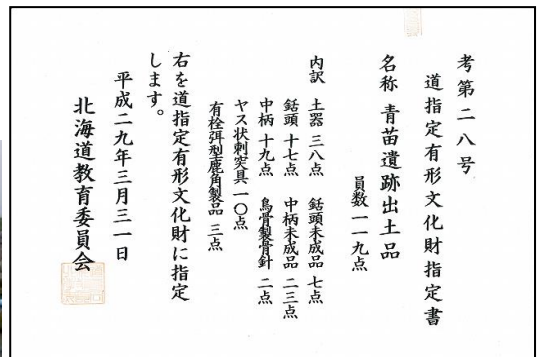 考第二八号
道指定有形文化財指定書
名称 青苗遺跡出土品
員数一一九点
内訳 土器 三八点 銛頭未成品 七点
銛頭 十七点 中柄未成品 二三点
中柄 十九点 鳥骨製骨針 二点
ヤス状刺突具一〇点
有栓弭型鹿角製品 三点
右を道指定有形文化財に指定
します。
平成二九年三月三一日
北海道教育委員会